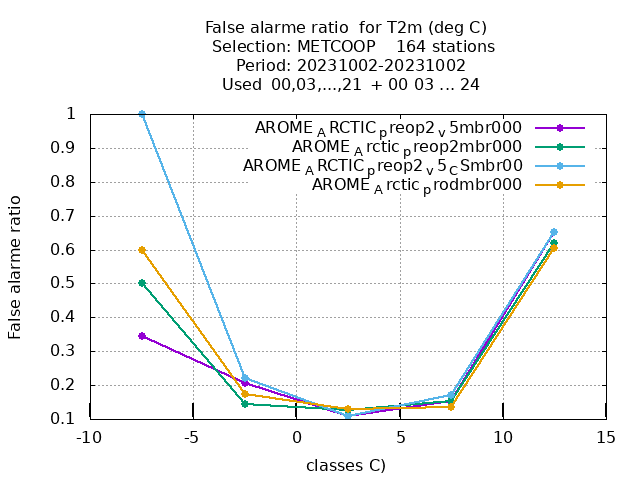 False alarme ratio  for T2m (deg C)
Selection: METCOOP    164 stations
Period: 20231002-20231002
Used  00,03,...,21  + 00 03 ... 24
AROME_ARCTIC_preop2_v5mbr000
AROME_Arctic_preop2mbr000
AROME_ARCTIC_preop2_v5_CSmbr00
AROME_Arctic_prodmbr000
1
0.9
0.8
0.7
0.6
0.5
0.4
0.3
0.2
0.1
False alarme ratio
-10 -5 0 5 10 15
classes C)